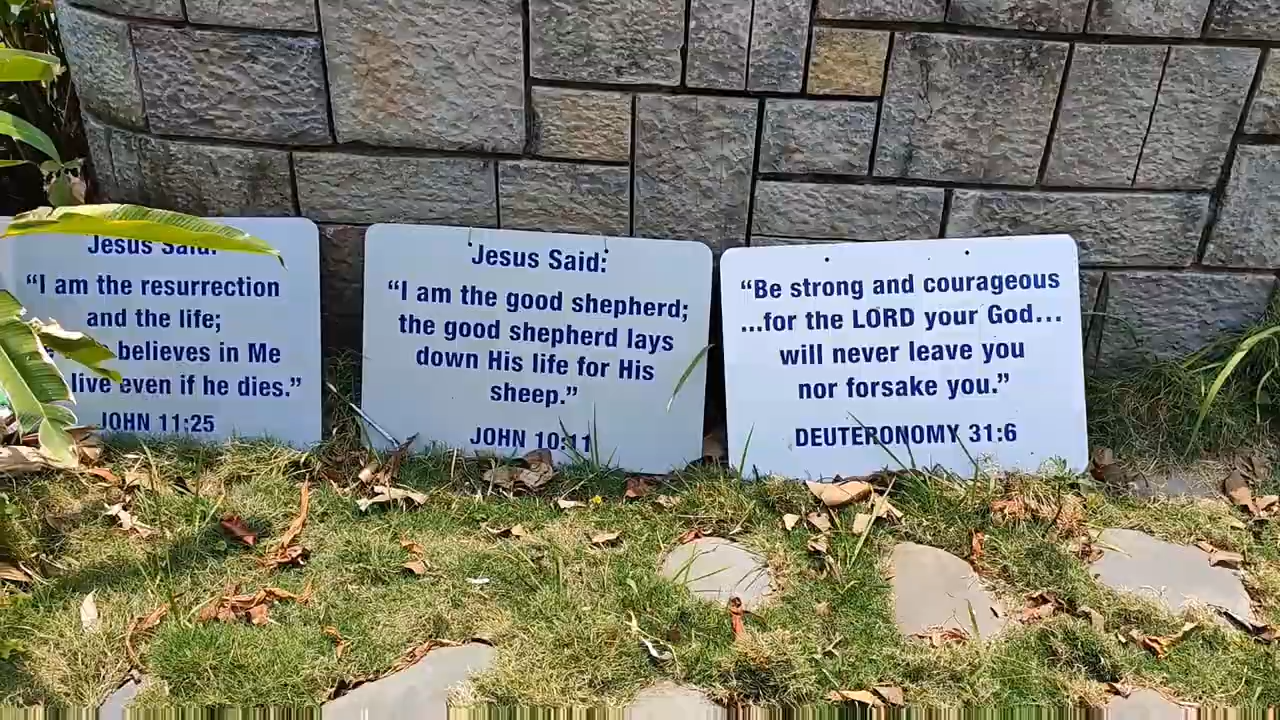 Jesus Said:
“I am the resurrection
and the life;
believes in Me
live even if he dies.”
JOHN 11:25
Jesus Said:
“I am the good shepherd;
the good shepherd lays
down His life for His
sheep.”
JOHN 10:11
“Be strong and courageous
...for the LORD your God...
will never leave you
nor forsake you.”
DEUTERONOMY 31:6